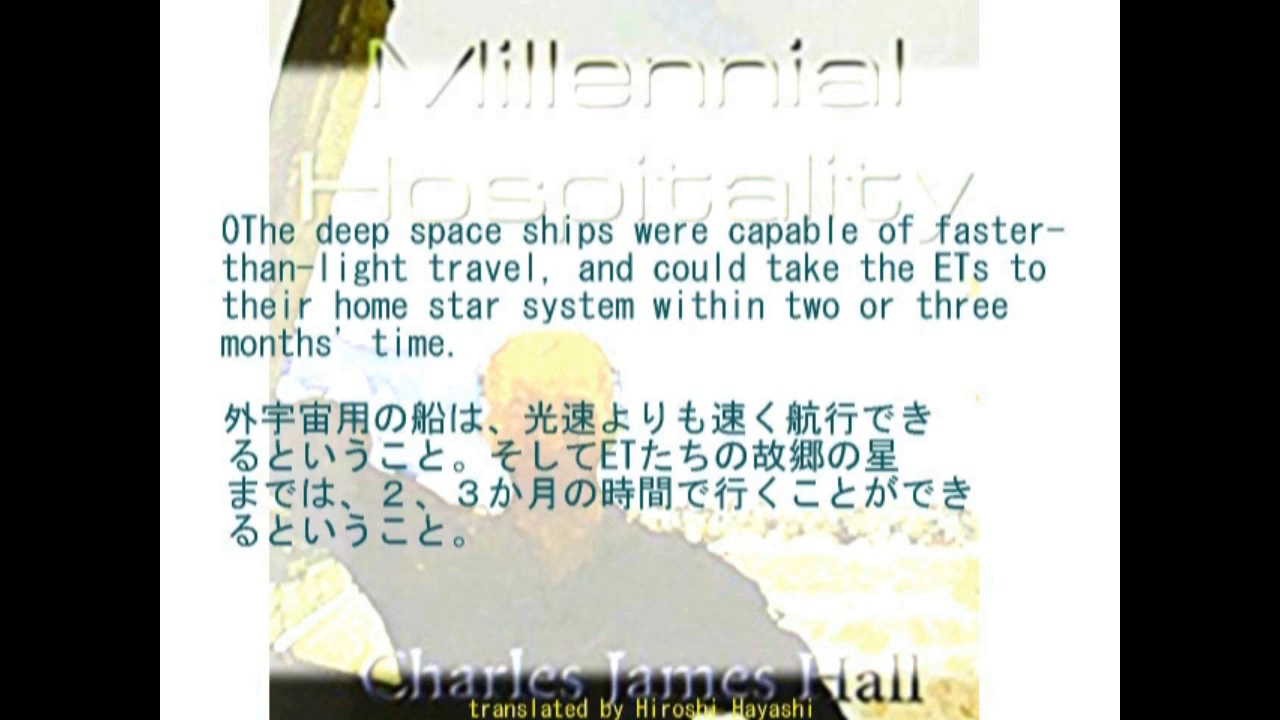 Millennial
Hospitality
OThe deep space ships were capable of faster-
than-light travel, and could take the ETs to
their home star system within two or three
months' time.
外宇宙用の船は、光速よりも速く航行でき
るということ。そしてETたちの故郷の星
までは、２、３か月の時間で行くことができ
るということ。
Charles James Hall
translated by Hiroshi Hayashi